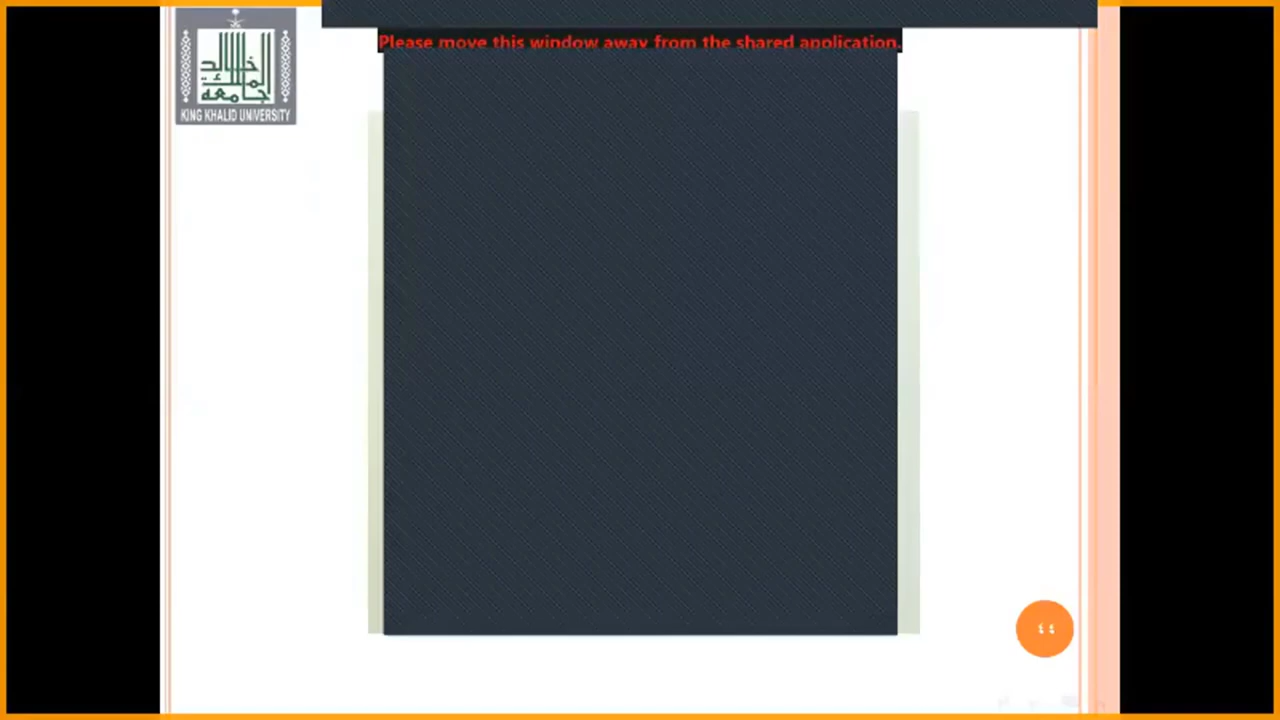 Please move this window away from the shared application.
خالد
الملك
جامعة
KING KHALID UNIVERSITY